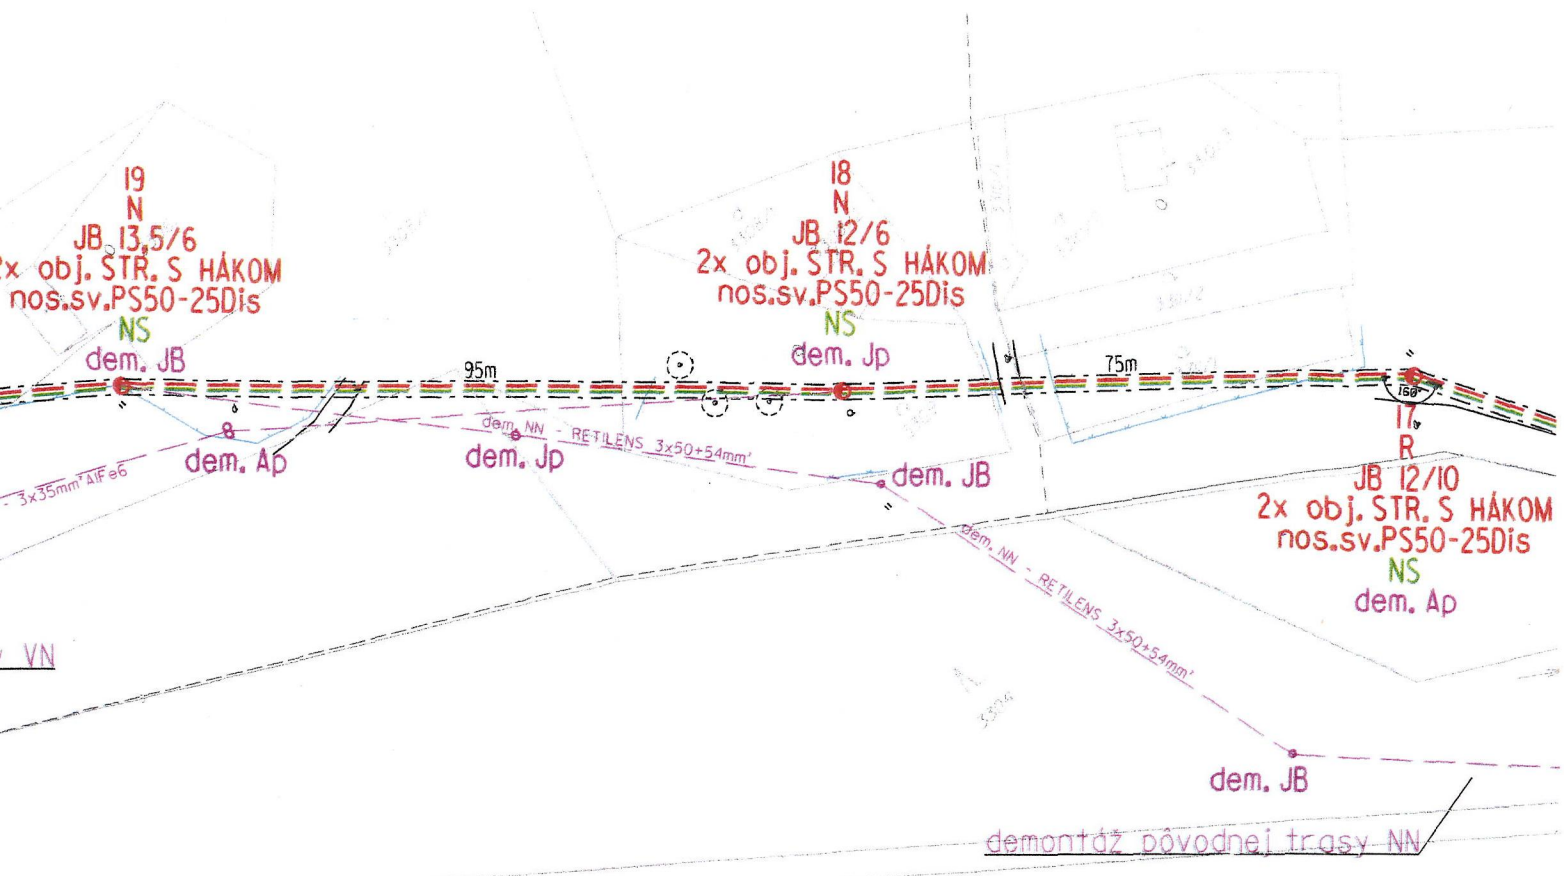 19
N
JB 13,5/6
2x obj. STR. S HÁKOM
nos.sv.PS50-25Dis
NS
dem. JB
95m
18
N
JB 12/6
2x obj. STR. S HÁKOM
nos.sv.PS50-25Dis
NS
dem. Jp
75m
160°
17
R
JB 12/10
2x obj. STR. S HÁKOM
nos.sv.PS50-25Dis
NS
dem. Ap
8
dem. Ap
dem. NN - RETILENS 3x50+54mm²
dem. Jp
dem. JB
- 3x35mm² AlFe6
dem. NN - RETILENS 3x50+54mm²
VN
dem. JB
demontáž pôvodnej trasy NN